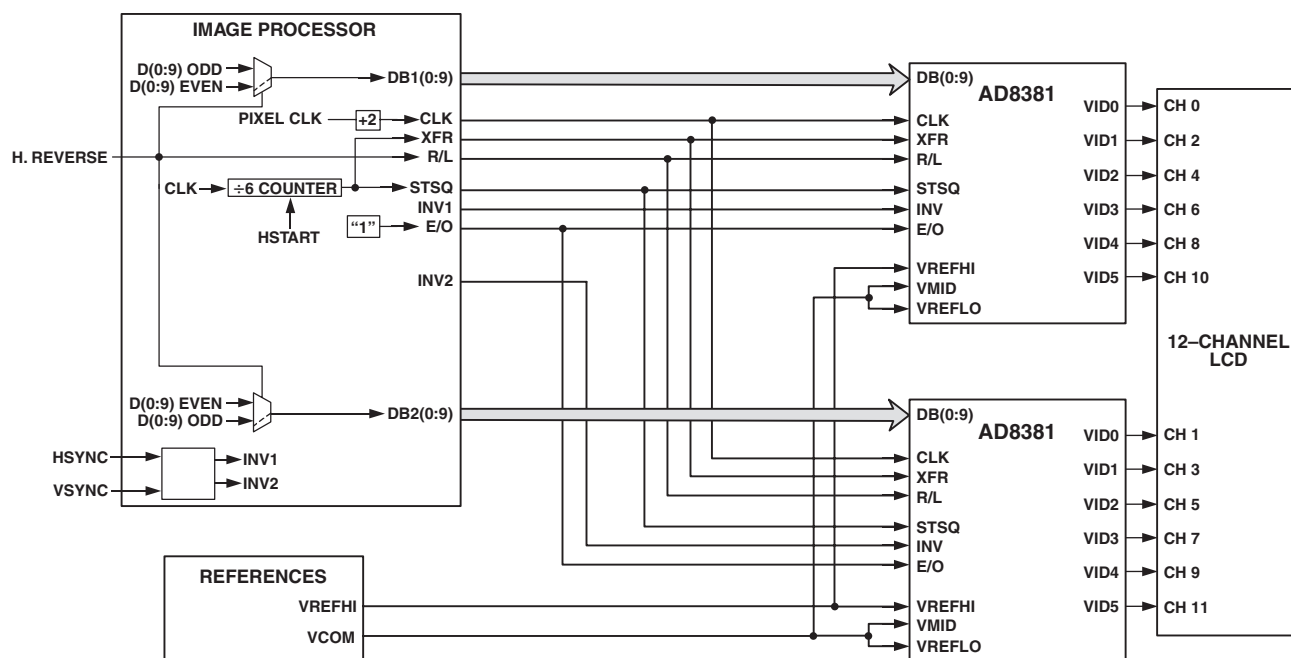 IMAGE PROCESSOR
D(0:9) ODD
D(0:9) EVEN
DB1(0:9)
PIXEL CLK
÷2
CLK
XFR
H. REVERSE
R/L
CLK
÷6 COUNTER
STSQ
INV1
HSTART
"1"
E/O
INV2
D(0:9) EVEN
D(0:9) ODD
DB2(0:9)
HSYNC
VSYNC
INV1
INV2
REFERENCES
VREFHI
VCOM
DB(0:9)
AD8381
CLK
XFR
R/L
STSQ
INV
E/O
VREFHI
VMID
VREFLO
VID0
VID1
VID2
VID3
VID4
VID5
DB(0:9)
AD8381
CLK
XFR
R/L
STSQ
INV
E/O
VREFHI
VMID
VREFLO
VID0
VID1
VID2
VID3
VID4
VID5
CH 0
CH 2
CH 4
CH 6
CH 8
CH 10
12–CHANNEL
LCD
CH 1
CH 3
CH 5
CH 7
CH 9
CH 11